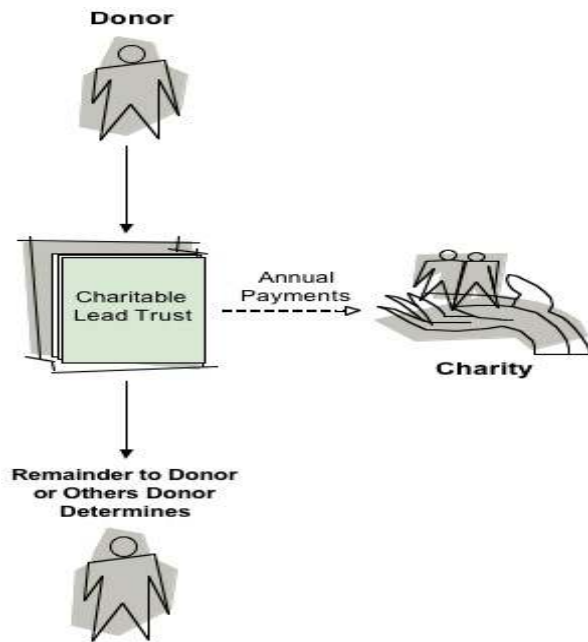 Donor
Charitable
Lead Trust
Annual
Payments
Charity
Remainder to Donor
or Others Donor
Determines